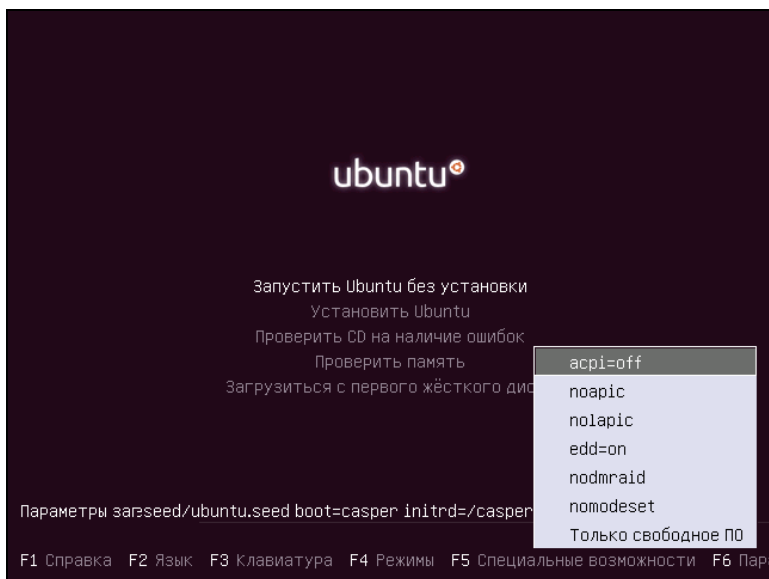 ubuntu
Запустить Ubuntu без установки
Установить Ubuntu
Проверить CD на наличие ошибок
Проверить память
Загрузиться с первого жёсткого дис
acpi=off
noapic
nolapic
edd=on
nodmraid
nomodeset
Только свободное ПО
Параметры заг=seed/ubuntu.seed boot=casper initrd=/casper
F1 Справка F2 Язык F3 Клавиатура F4 Режимы F5 Специальные возможности F6 Пар